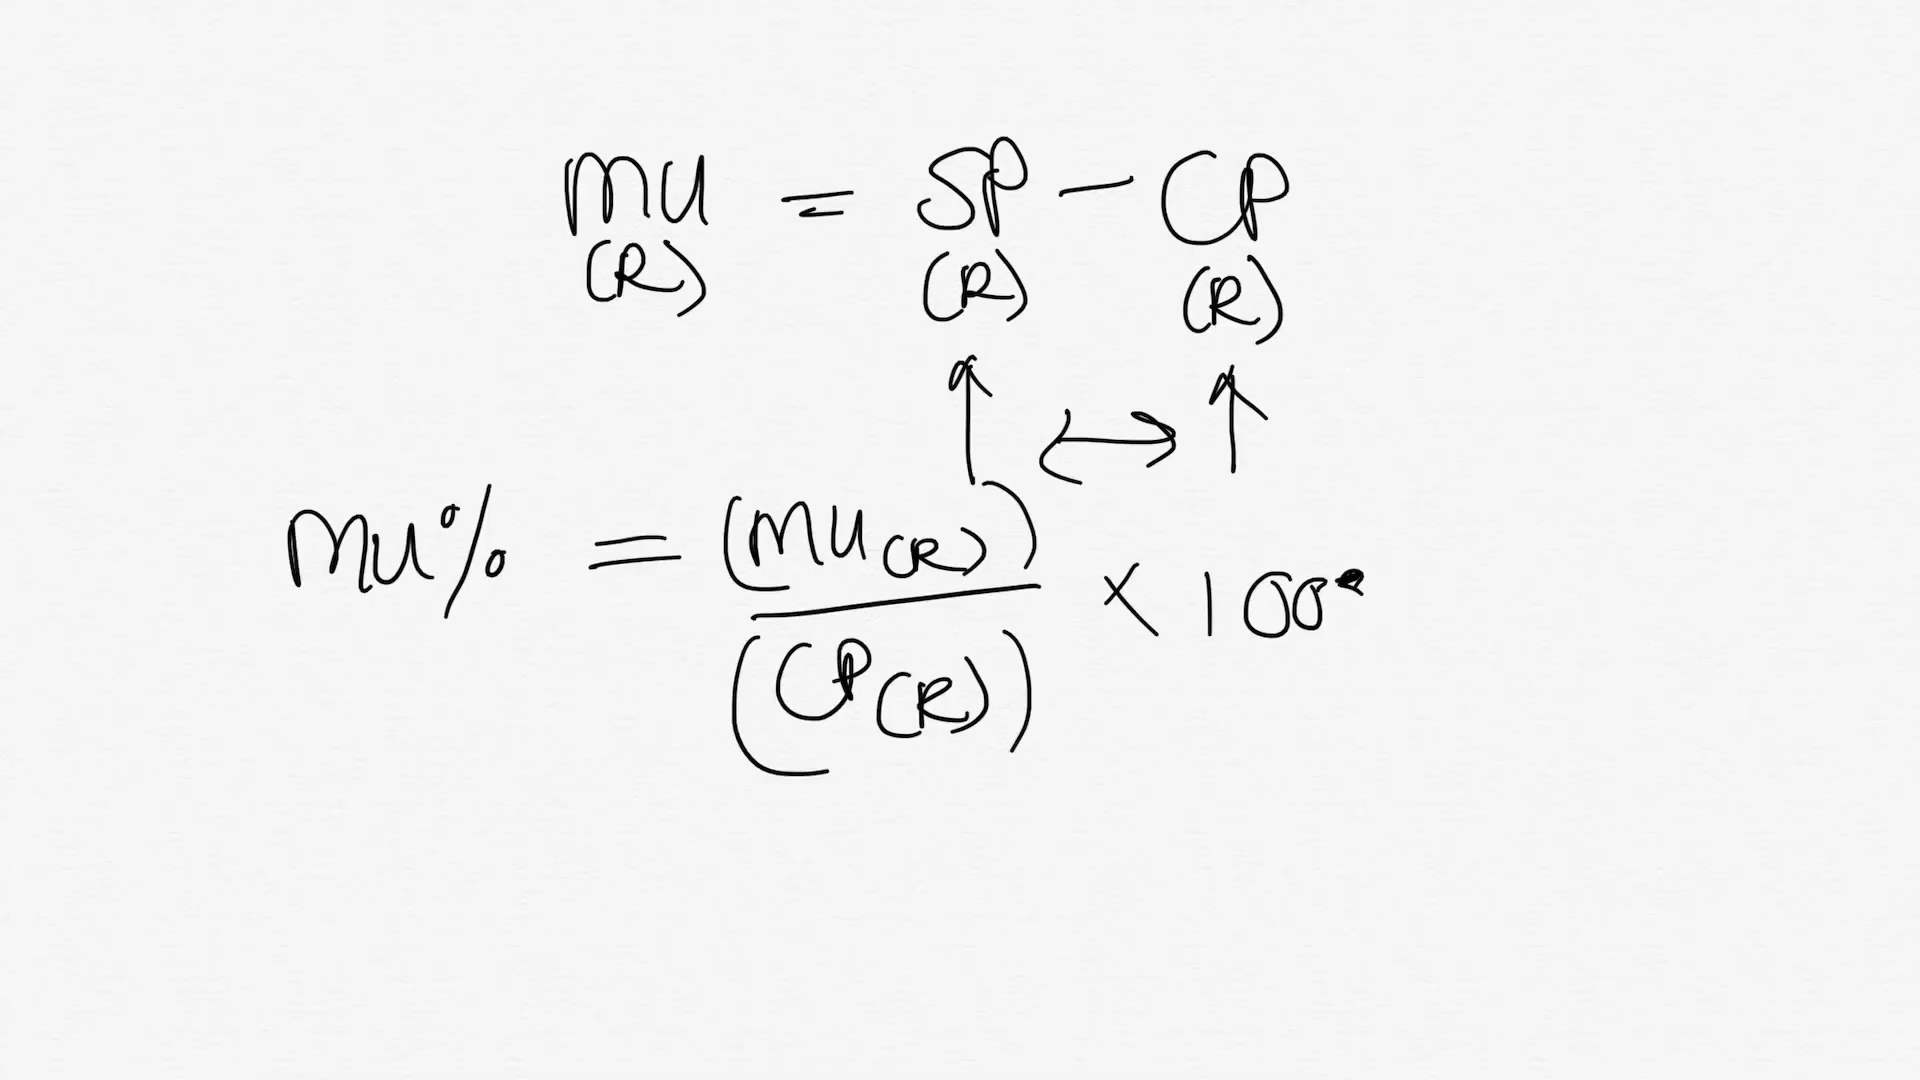 MU = SP - CP
(R) (R) (R)
MU% = (MU(R))
(CP(R)) × 100